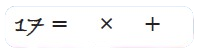 17 = × +